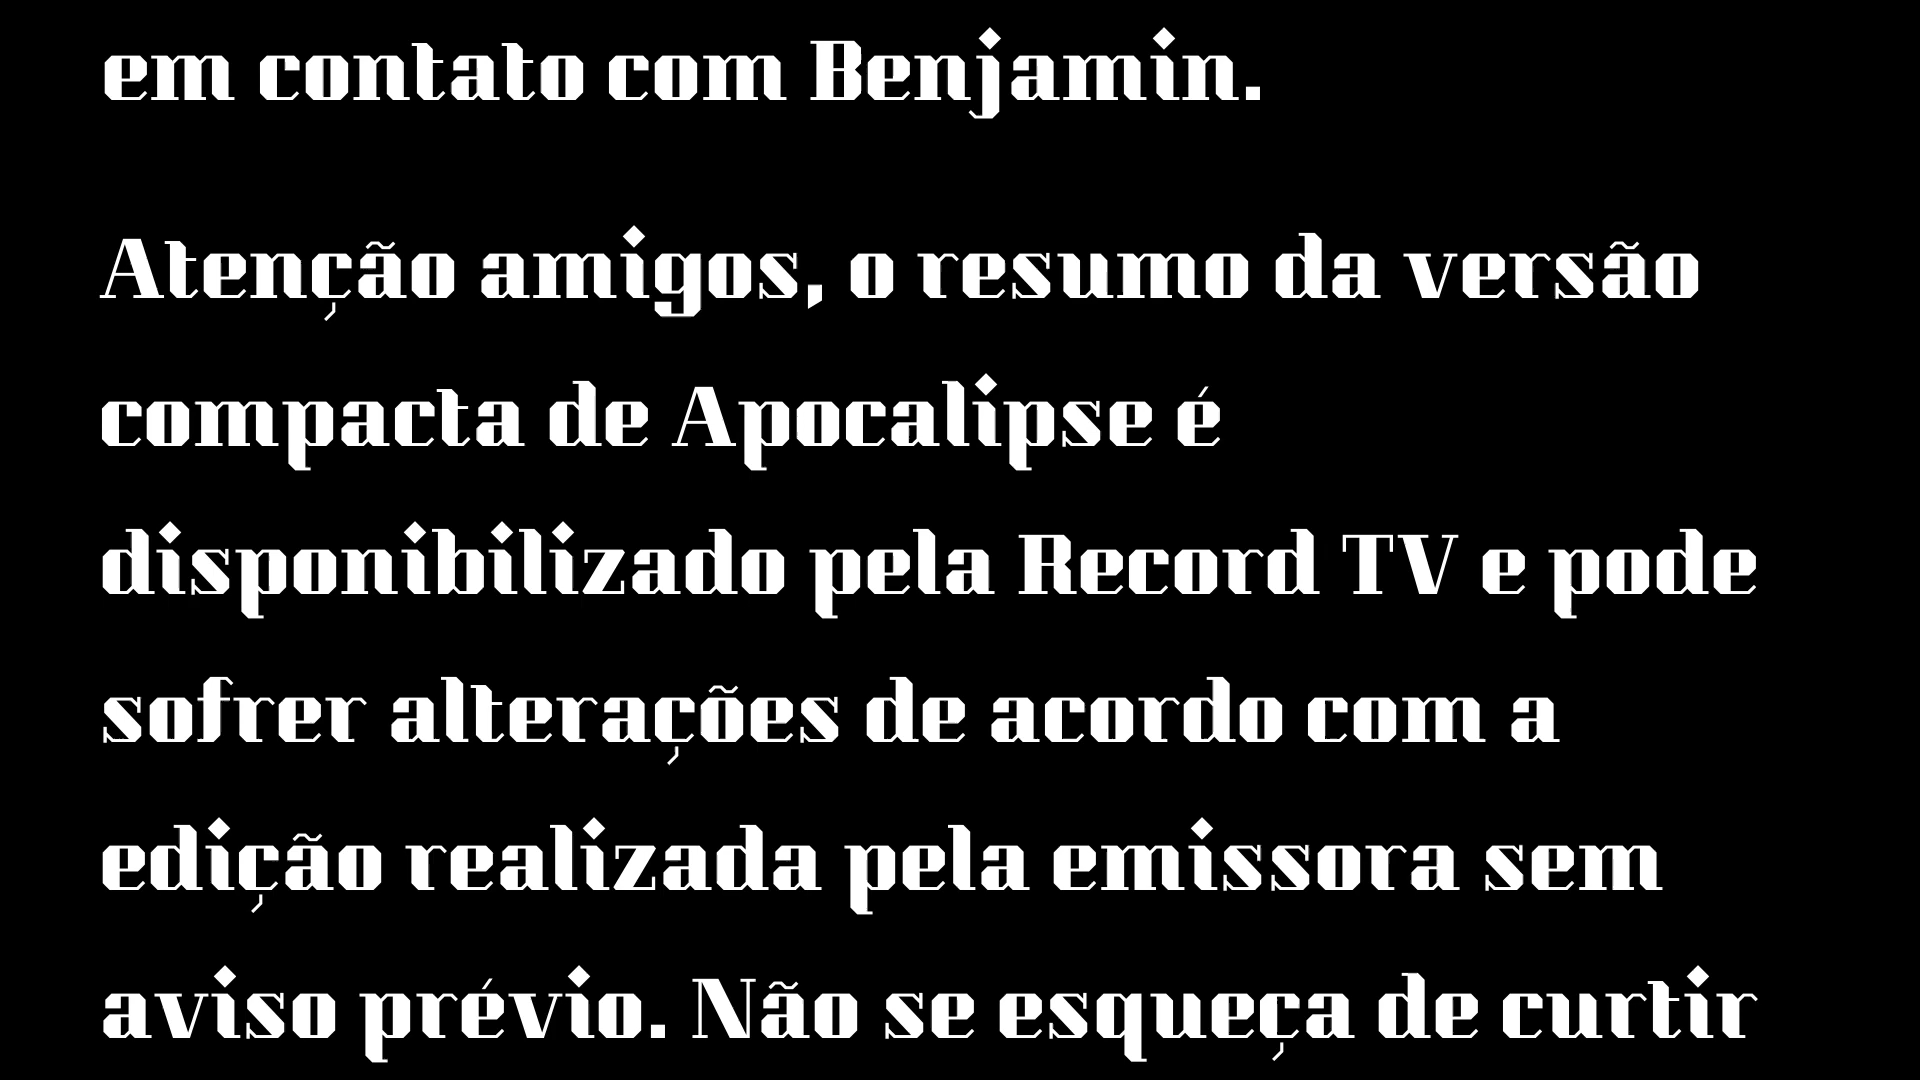 em contato com Benjamin.
Atenção amigos, o resumo da versão
compacta de Apocalipse é
disponibilizado pela Record TV e pode
sofrer alterações de acordo com a
edição realizada pela emissora sem
aviso prévio. Não se esqueça de curtir